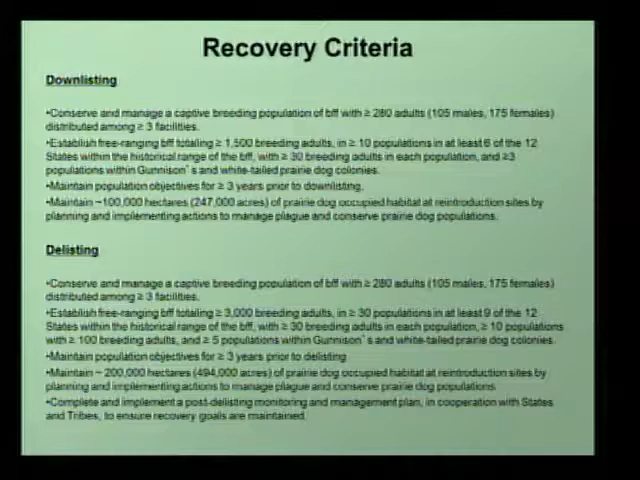 Recovery Criteria
Downlisting
•Conserve and manage a captive breeding population of bff with ≥ 280 adults (105 males, 175 females)
distributed among ≥ 3 facilities.
•Establish free-ranging bff totaling ≥ 1,500 breeding adults, in ≥ 10 populations in at least 6 of the 12
States within the historical range of the bff, with ≥ 30 breeding adults in each population, and ≥3
populations within Gunnison's and white-tailed prairie dog colonies.
•Maintain population objectives for ≥ 3 years prior to downlisting.
•Maintain ~100,000 hectares (247,000 acres) of prairie dog occupied habitat at reintroduction sites by
planning and implementing actions to manage plague and conserve prairie dog populations.
Delisting
•Conserve and manage a captive breeding population of bff with ≥ 280 adults (105 males, 175 females)
distributed among ≥ 3 facilities.
•Establish free-ranging bff totaling ≥ 3,000 breeding adults, in ≥ 30 populations in at least 9 of the 12
States within the historical range of the bff, with ≥ 30 breeding adults in each population, ≥ 10 populations
with ≥ 100 breeding adults, and ≥ 5 populations within Gunnison's and white-tailed prairie dog colonies.
•Maintain population objectives for ≥ 3 years prior to delisting
•Maintain ~ 200,000 hectares (494,000 acres) of prairie dog occupied habitat at reintroduction sites by
planning and implementing actions to manage plague and conserve prairie dog populations.
•Complete and implement a post-delisting monitoring and management plan, in cooperation with States
and Tribes, to ensure recovery goals are maintained.